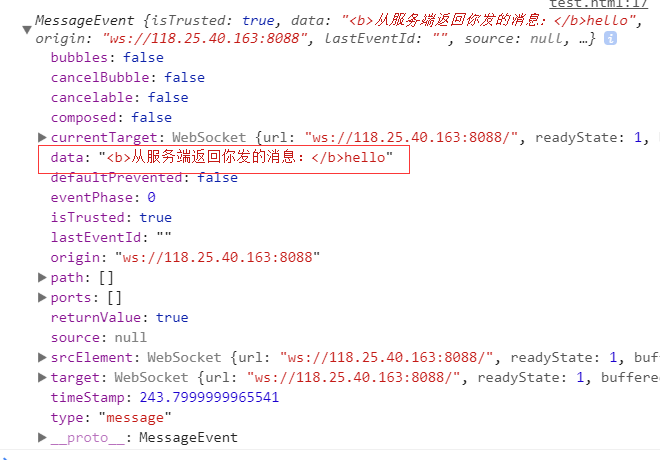 test.html:17
MessageEvent {isTrusted: true, data: "<b>从服务端返回你发的消息：</b>hello",
origin: "ws://118.25.40.163:8088", lastEventId: "", source: null, …}
bubbles: false
cancelBubble: false
cancelable: false
composed: false
currentTarget: WebSocket {url: "ws://118.25.40.163:8088/", readyState: 1,
data: "<b>从服务端返回你发的消息：</b>hello"
defaultPrevented: false
eventPhase: 0
isTrusted: true
lastEventId: ""
origin: "ws://118.25.40.163:8088"
path: []
ports: []
returnValue: true
source: null
srcElement: WebSocket {url: "ws://118.25.40.163:8088/", readyState: 1, buff
target: WebSocket {url: "ws://118.25.40.163:8088/", readyState: 1, buffere
timeStamp: 243.7999999965541
type: "message"
__proto__: MessageEvent